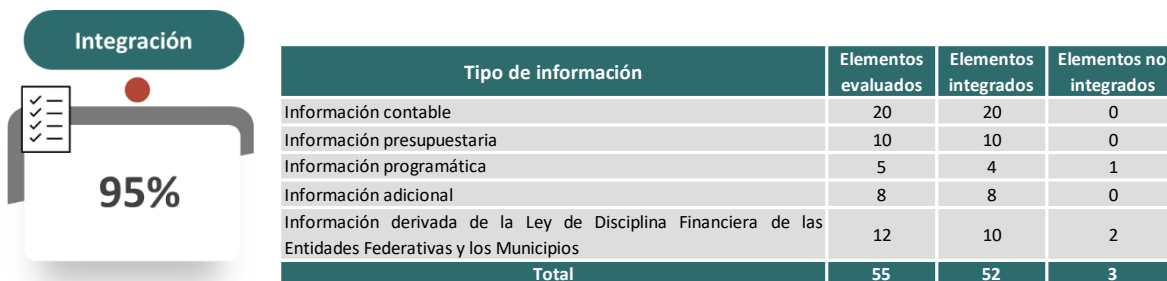 Integración
95%
Tipo de información Elementos evaluados Elementos integrados Elementos no integrados
Información contable 20 20 0
Información presupuestaria 10 10 0
Información programática 5 4 1
Información adicional 8 8 0
Información derivada de la Ley de Disciplina Financiera de las
Entidades Federativas y los Municipios 12 10 2
Total 55 52 3